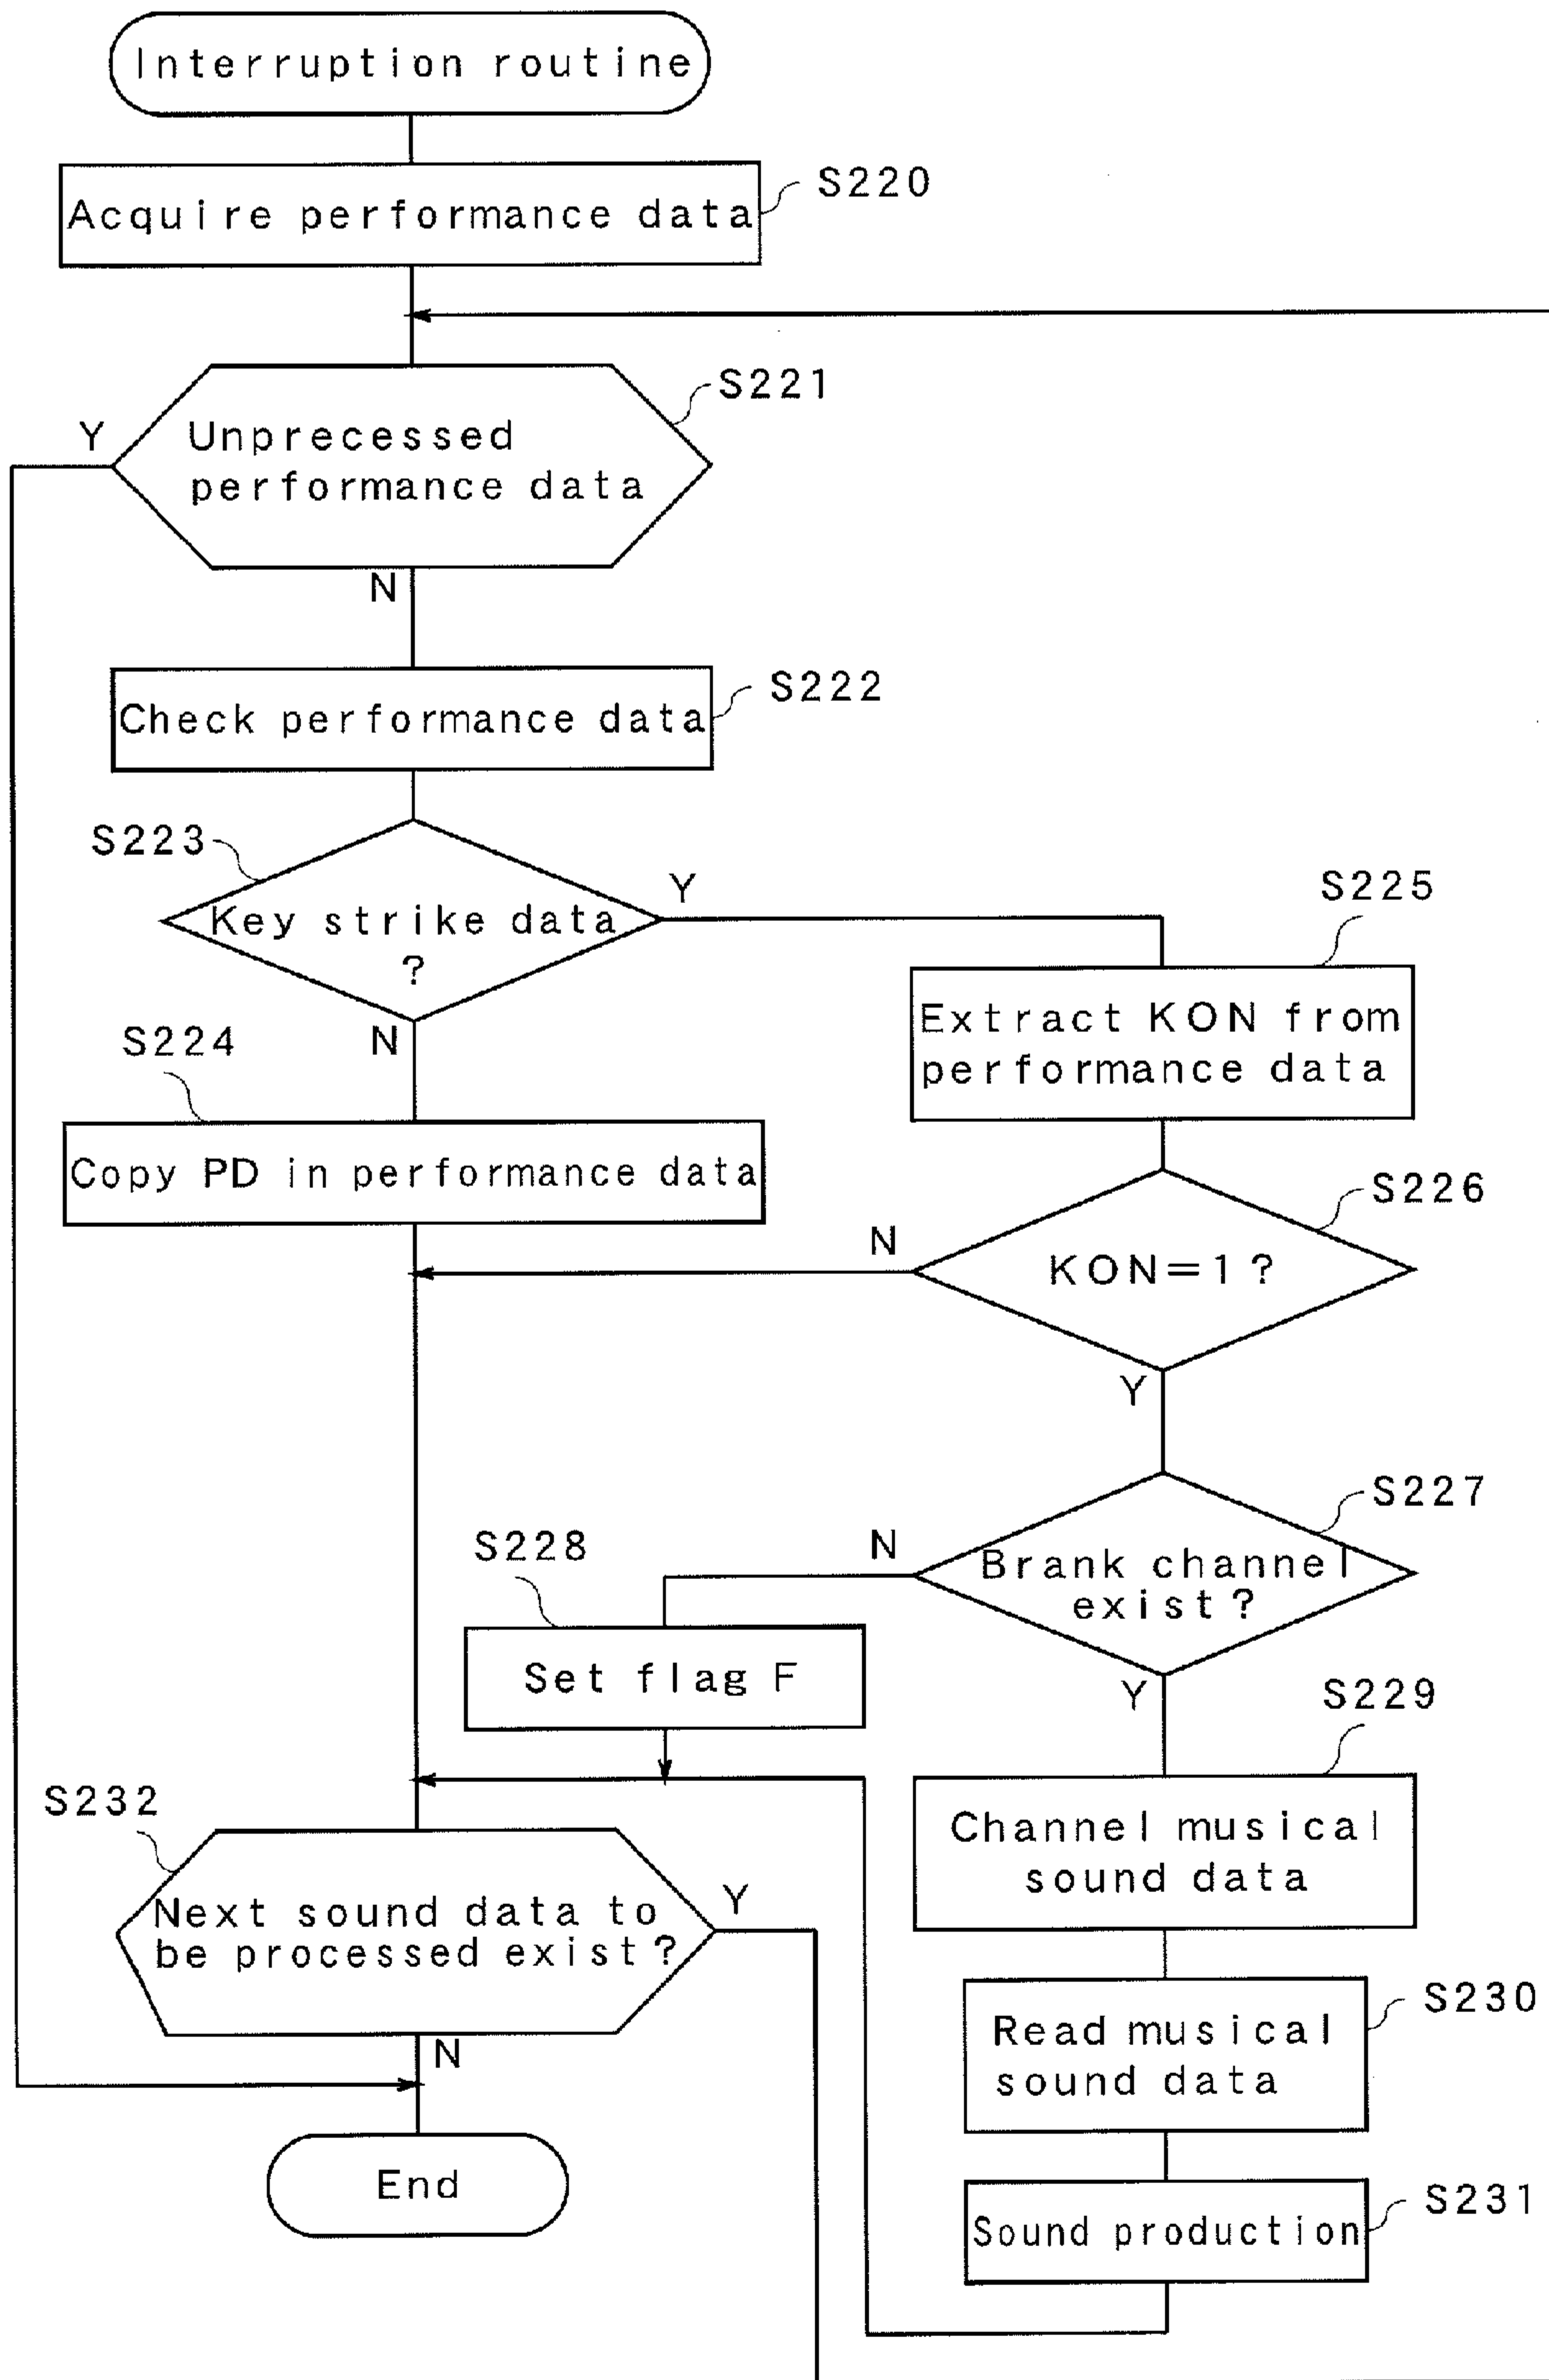 Interruption routine
S220
Acquire performance data
S221
Y
Unprecessed
performance data
N
S222
Check performance data
S223
Y
Key strike data
?
S225
N
S224
Extract KON from
performance data
Copy PD in performance data
S226
N
KON=1?
Y
S227
S228
N
Brank channel
exist?
Set flag F
Y
S229
S232
Channel musical
sound data
Y
Next sound data to
be processed exist?
S230
N
Read musical
sound data
End
S231
Sound production